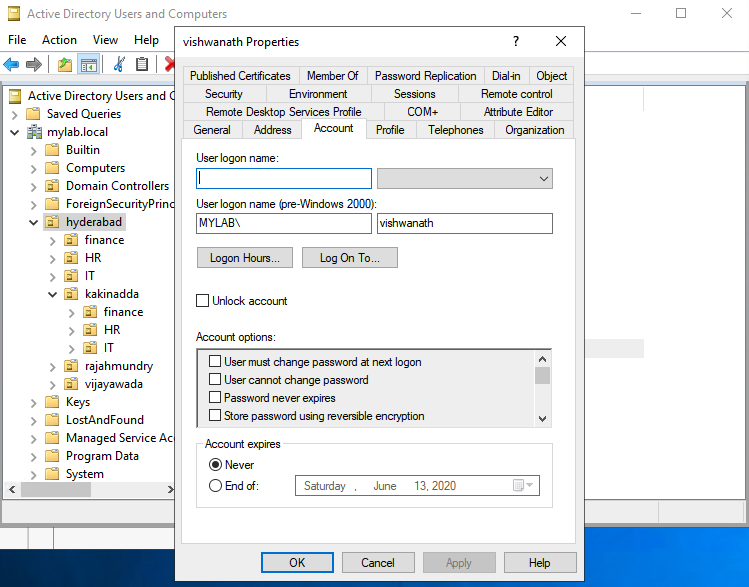 Active Directory Users and Computers
File Action View Help
Active Directory Users and C
Saved Queries
mylab.local
Builtin
Computers
Domain Controllers
ForeignSecurityPrinc
hyderabad
finance
HR
IT
kakinadda
finance
HR
IT
rajahmundry
vijayawada
Keys
LostAndFound
Managed Service Acc
Program Data
System
vishwanath Properties
?
Published Certificates Member Of Password Replication Dial-in Object
Security Environment Sessions Remote control
Remote Desktop Services Profile COM+ Attribute Editor
General Address Account Profile Telephones Organization
User logon name:
User logon name (pre-Windows 2000):
MYLAB\ vishwanath
Logon Hours... Log On To...
Unlock account
Account options:
User must change password at next logon
User cannot change password
Password never expires
Store password using reversible encryption
Account expires
Never
End of: Saturday , June 13, 2020
OK Cancel Apply Help